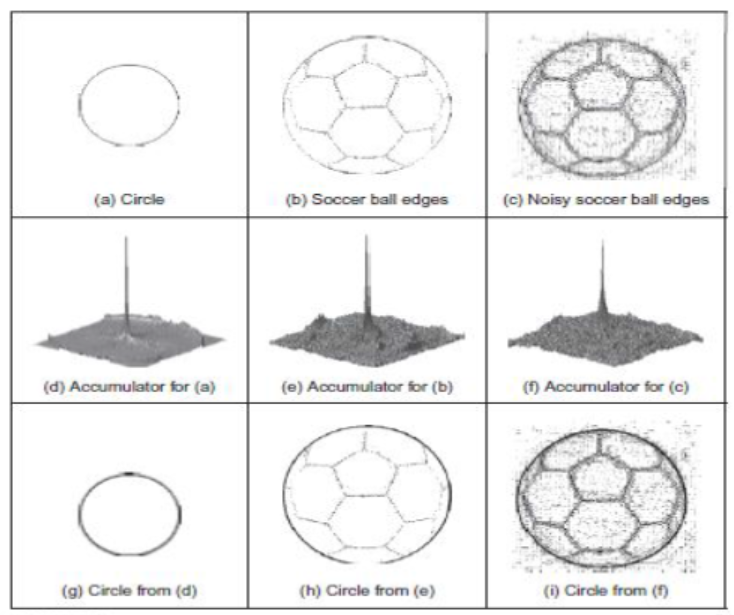 (a) Circle
(b) Soccer ball edges
(c) Noisy soccer ball edges
(d) Accumulator for (a)
(e) Accumulator for (b)
(f) Accumulator for (c)
(g) Circle from (d)
(h) Circle from (e)
(i) Circle from (f)